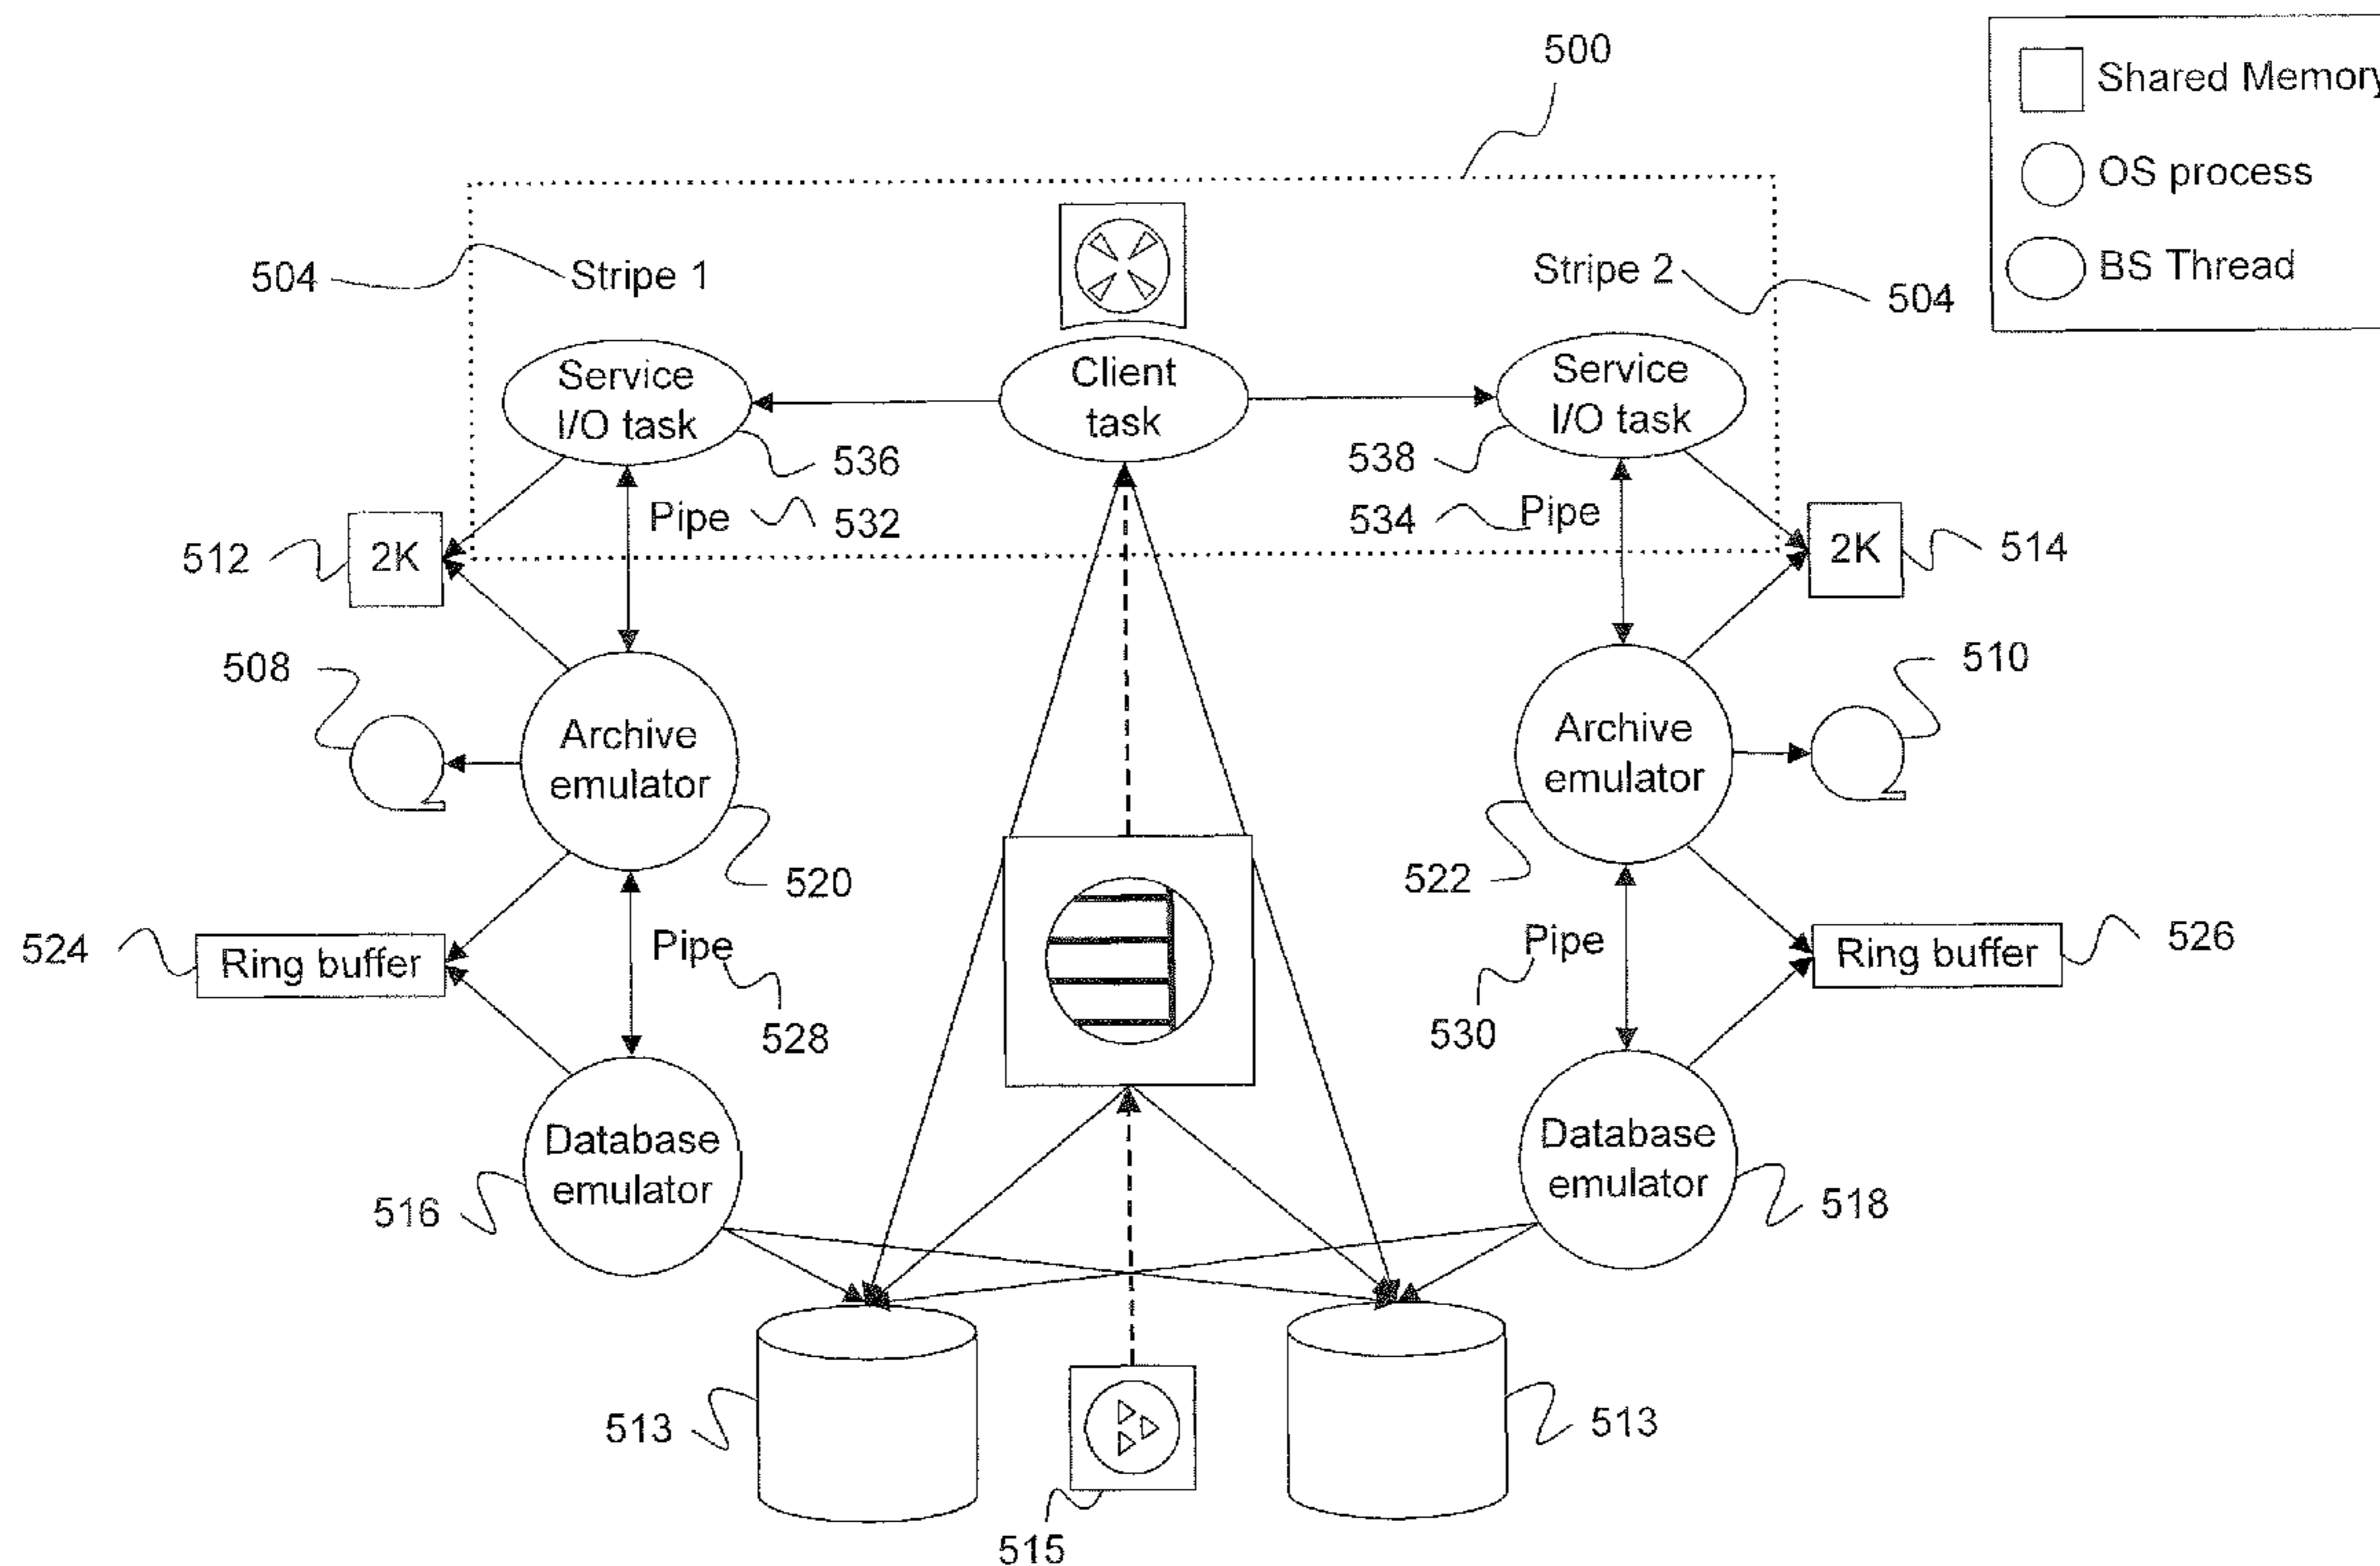 500
Shared Memory
OS process
BS Thread
504
Stripe 1
Stripe 2
504
Service
I/O task
Client
task
Service
I/O task
536
538
Pipe
532
534
Pipe
512
2K
2K
514
508
510
Archive
emulator
Archive
emulator
520
522
524
Ring buffer
Pipe
528
Pipe
530
Ring buffer
526
Database
emulator
Database
emulator
516
518
513
513
515